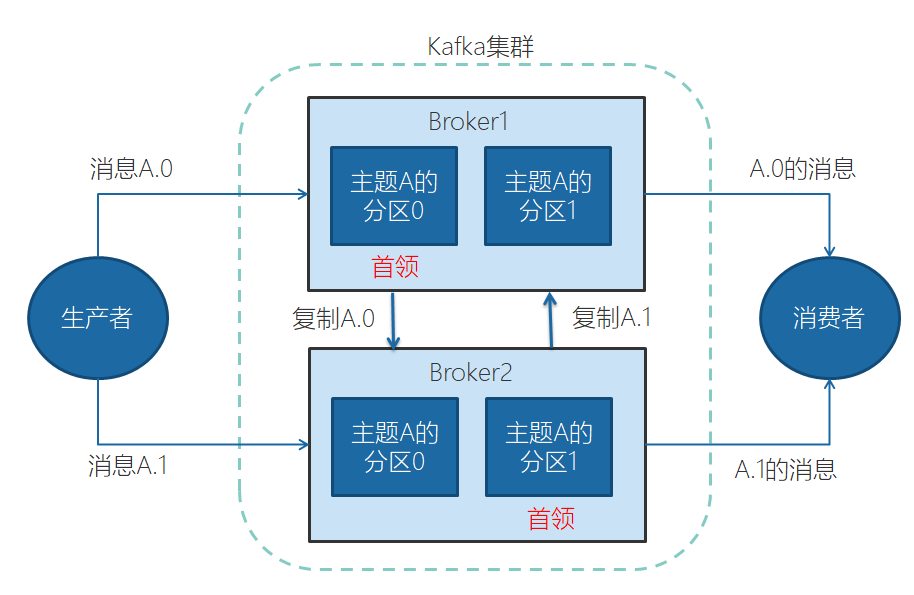 Kafka集群
Broker1
消息A.0
主题A的
分区0
主题A的
分区1
A.0的消息
首领
生产者
复制A.0
复制A.1
消费者
Broker2
主题A的
分区0
主题A的
分区1
消息A.1
A.1的消息
首领